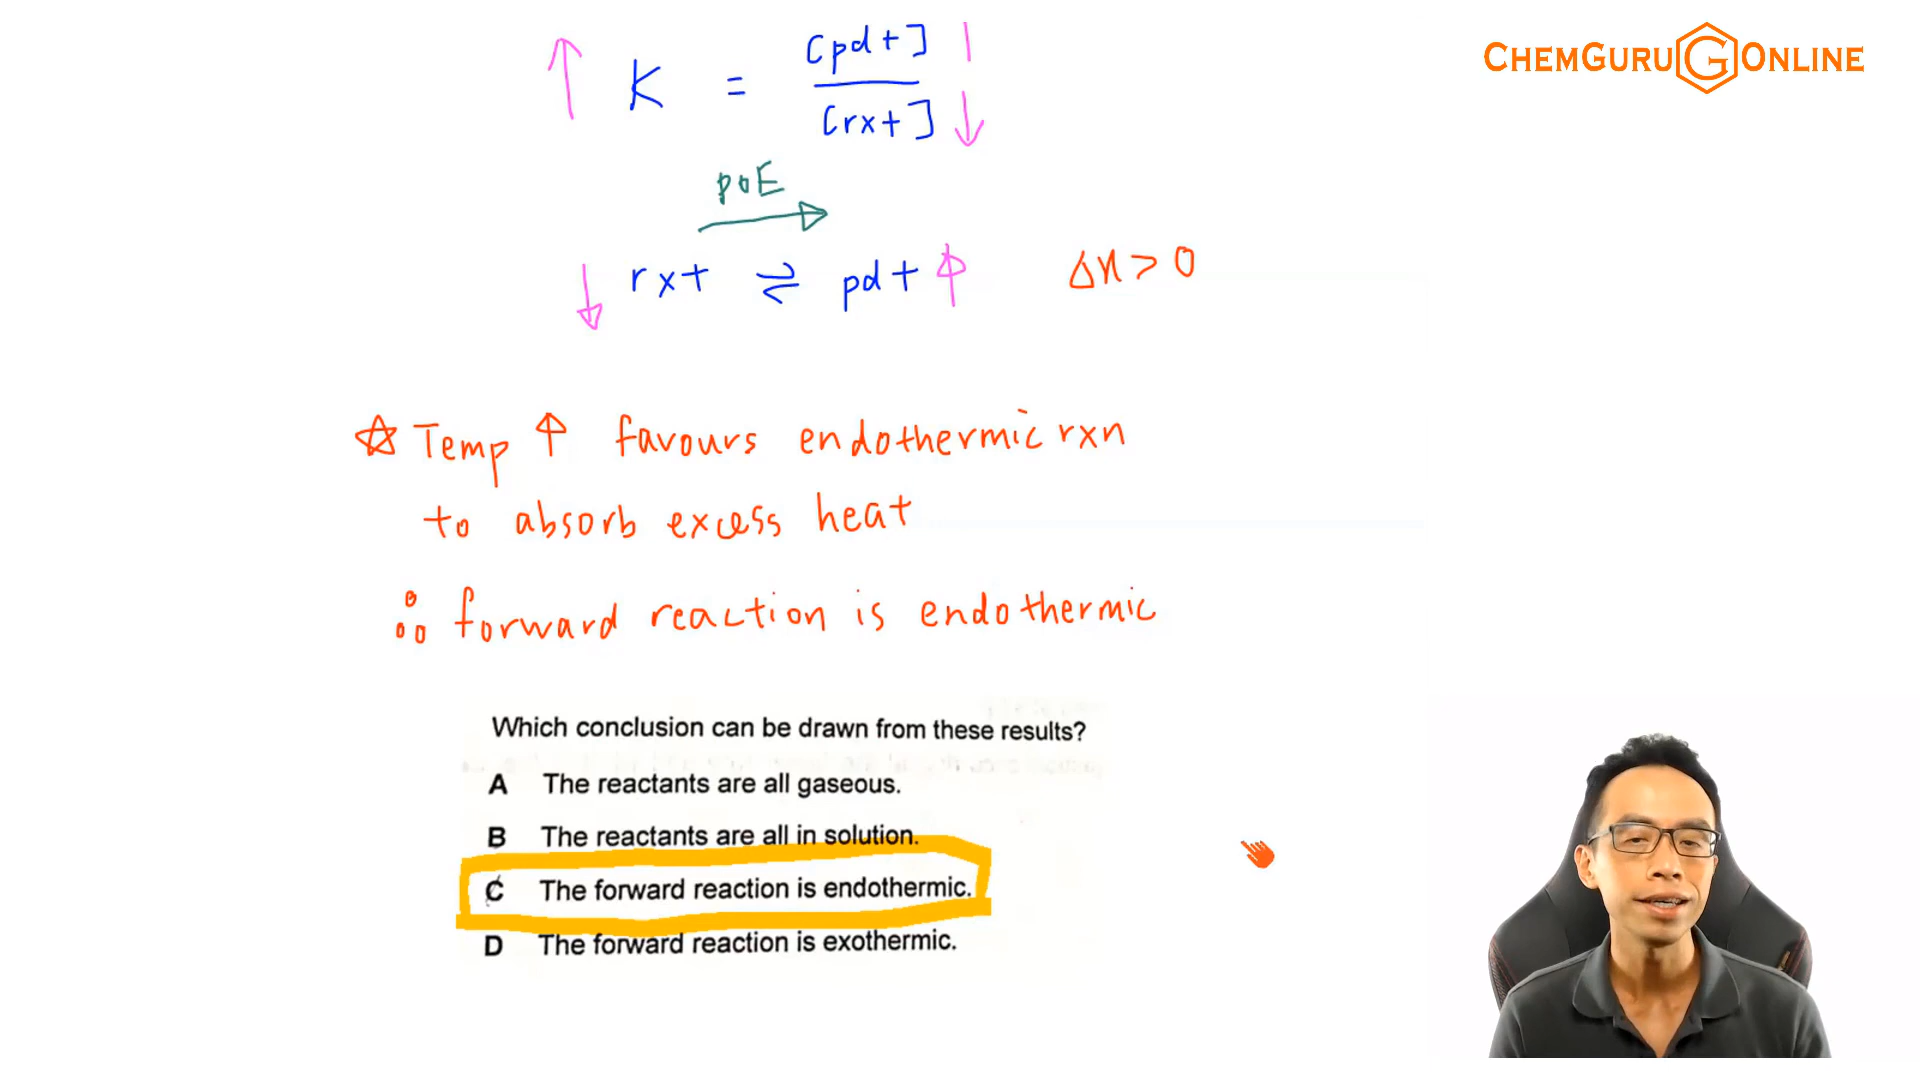 CHEMGURU G ONLINE
↑ K = [pdt] ↑
[rxt] ↓
POE
↓ rxt ⇌ pdt ↑ ΔH > 0
☆ Temp ↑ favours endothermic rxn
to absorb excess heat
∴ forward reaction is endothermic
Which conclusion can be drawn from these results?
A The reactants are all gaseous.
B The reactants are all in solution.
C The forward reaction is endothermic.
D The forward reaction is exothermic.